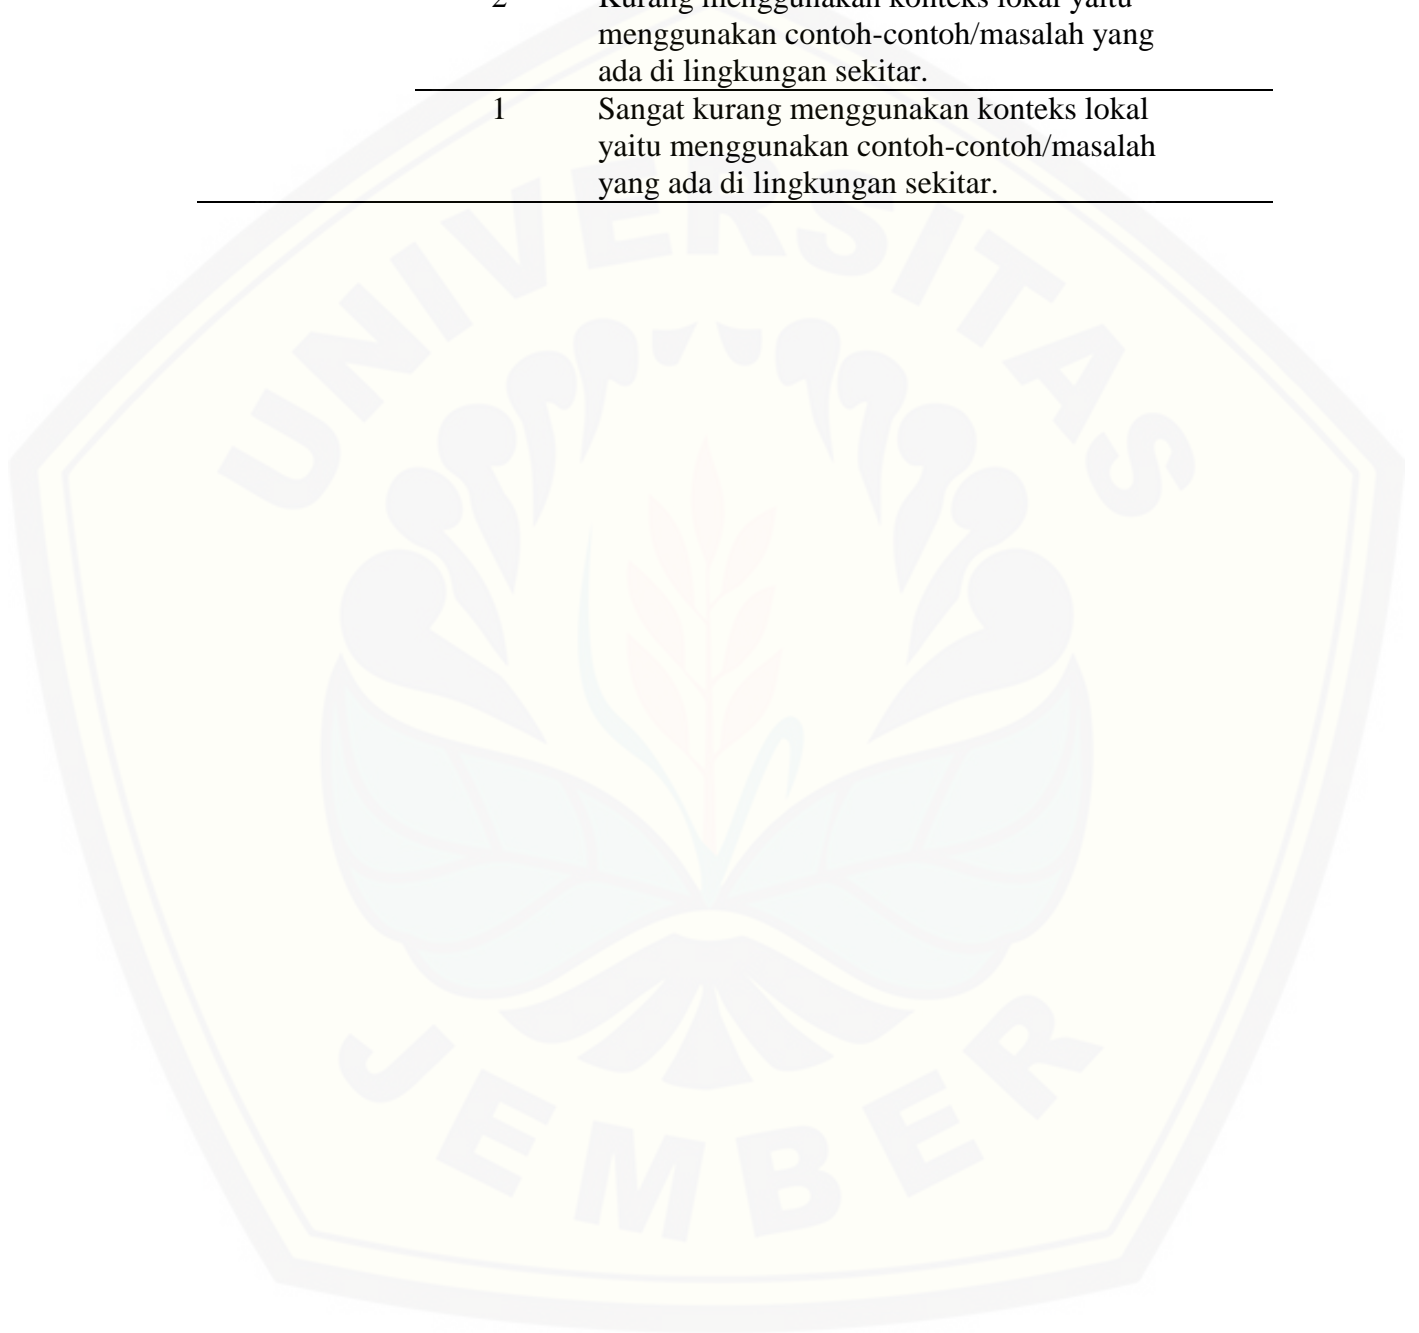 2 Kurang menggunakan konteks lokal yaitu
menggunakan contoh-contoh/masalah yang
ada di lingkungan sekitar.
1 Sangat kurang menggunakan konteks lokal
yaitu menggunakan contoh-contoh/masalah
yang ada di lingkungan sekitar.
UNIVERSITAS
JEMBER